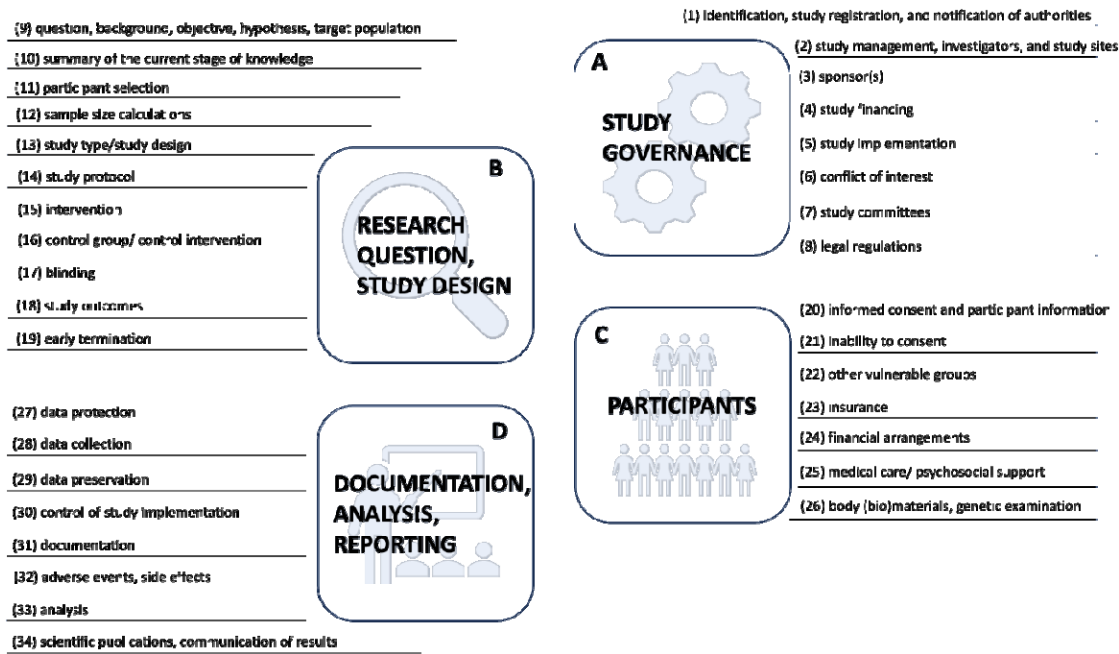 (1) identification, study registration, and notification of authorities
A
STUDY
GOVERNANCE
(2) study management, investigators, and study sites
(3) sponsor(s)
(4) study financing
(5) study implementation
(6) conflict of interest
(7) study committees
(8) legal regulations
(9) question, background, objective, hypothesis, target population
(10) summary of the current stage of knowledge
(11) participant selection
(12) sample size calculations
(13) study type/study design
(14) study protocol
(15) intervention
(16) control group/ control intervention
(17) blinding
(18) study outcomes
(19) early termination
B
RESEARCH
QUESTION,
STUDY DESIGN
C
PARTICIPANTS
(20) informed consent and participant information
(21) inability to consent
(22) other vulnerable groups
(23) insurance
(24) financial arrangements
(25) medical care/ psychosocial support
(26) body (bio)materials, genetic examination
(27) data protection
(28) data collection
(29) data preservation
(30) control of study implementation
(31) documentation
(32) adverse events, side effects
(33) analysis
(34) scientific publications, communication of results
D
DOCUMENTATION,
ANALYSIS,
REPORTING